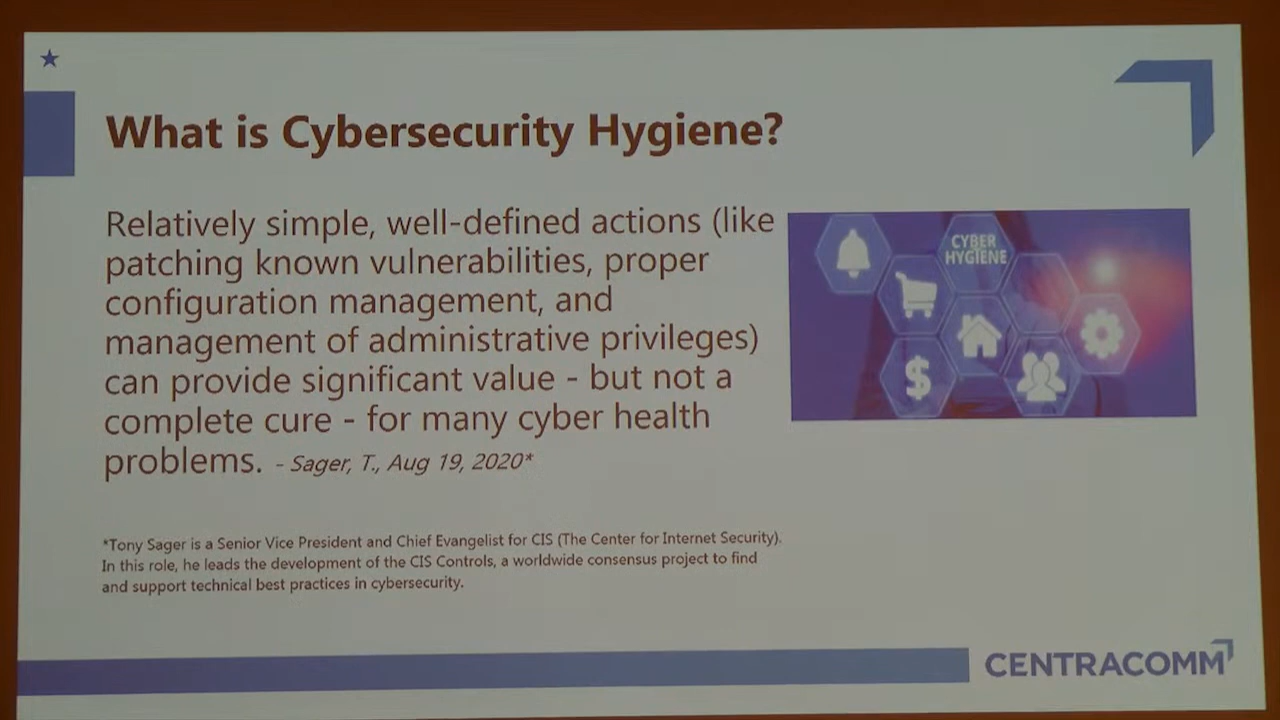 What is Cybersecurity Hygiene?
Relatively simple, well-defined actions (like
patching known vulnerabilities, proper
configuration management, and
management of administrative privileges)
can provide significant value - but not a
complete cure - for many cyber health
problems. - Sager, T., Aug 19, 2020*
CYBER
HYGIENE
$
*Tony Sager is a Senior Vice President and Chief Evangelist for CIS (The Center for Internet Security).
In this role, he leads the development of the CIS Controls, a worldwide consensus project to find
and support technical best practices in cybersecurity.
CENTRACOMM